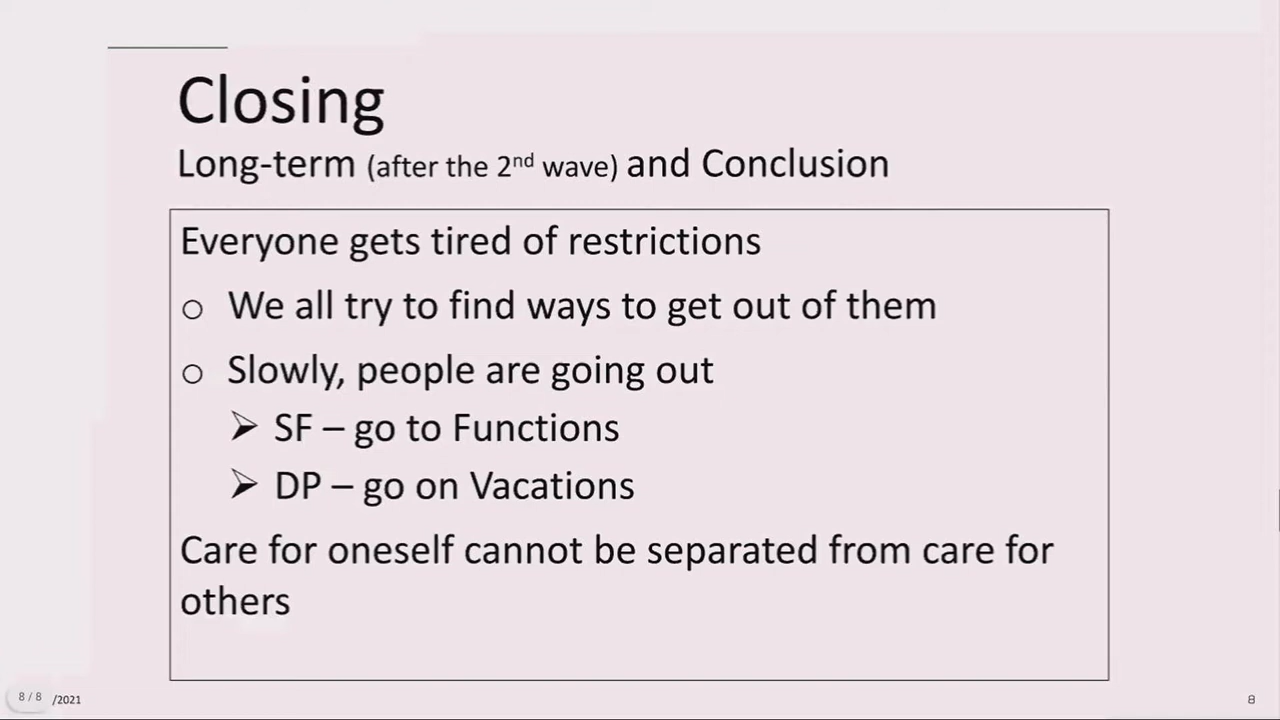 Closing
Long-term (after the 2nd wave) and Conclusion
Everyone gets tired of restrictions
o We all try to find ways to get out of them
o Slowly, people are going out
➢ SF – go to Functions
➢ DP – go on Vacations
Care for oneself cannot be separated from care for
others
8 / 8 /2021
8